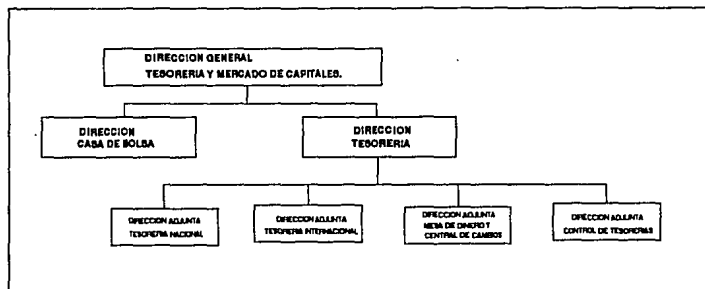 DIRECCION GENERAL
TESORERIA Y MERCADO DE CAPITALES.
DIRECCION
CASA DE BOLSA
DIRECCION
TESORERIA
DIRECCION ADJUNTA
TESORERIA NACIONAL
DIRECCION ADJUNTA
TESORERIA INTERNACIONAL
DIRECCION ADJUNTA
MESA DE DINERO Y
CENTRAL DE CAMBIOS
DIRECCION ADJUNTA
CONTROL DE TESORERIAS